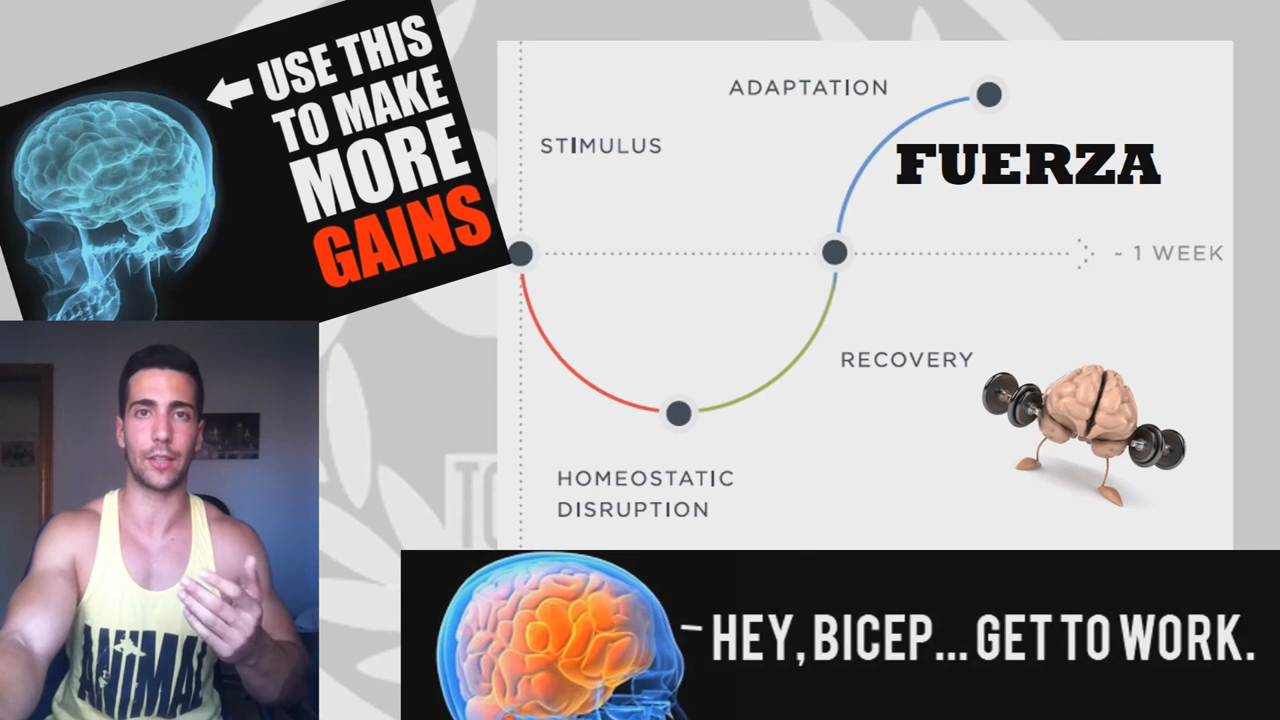 USE THIS
TO MAKE
MORE
GAINS
ADAPTATION
STIMULUS
FUERZA
~ 1 WEEK
RECOVERY
HOMEOSTATIC
DISRUPTION
TO
ANIMAL
- HEY, BICEP... GET TO WORK.